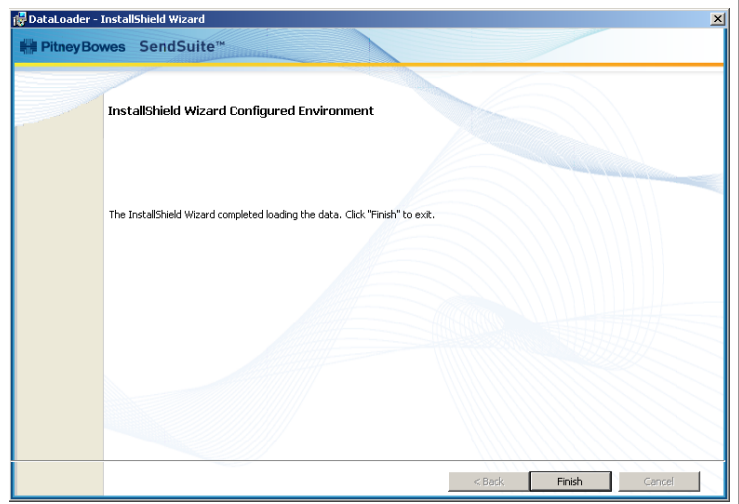 DataLoader - InstallShield Wizard
PitneyBowes SendSuite™
InstallShield Wizard Configured Environment
The InstallShield Wizard completed loading the data. Click "Finish" to exit.
< Back Finish Cancel